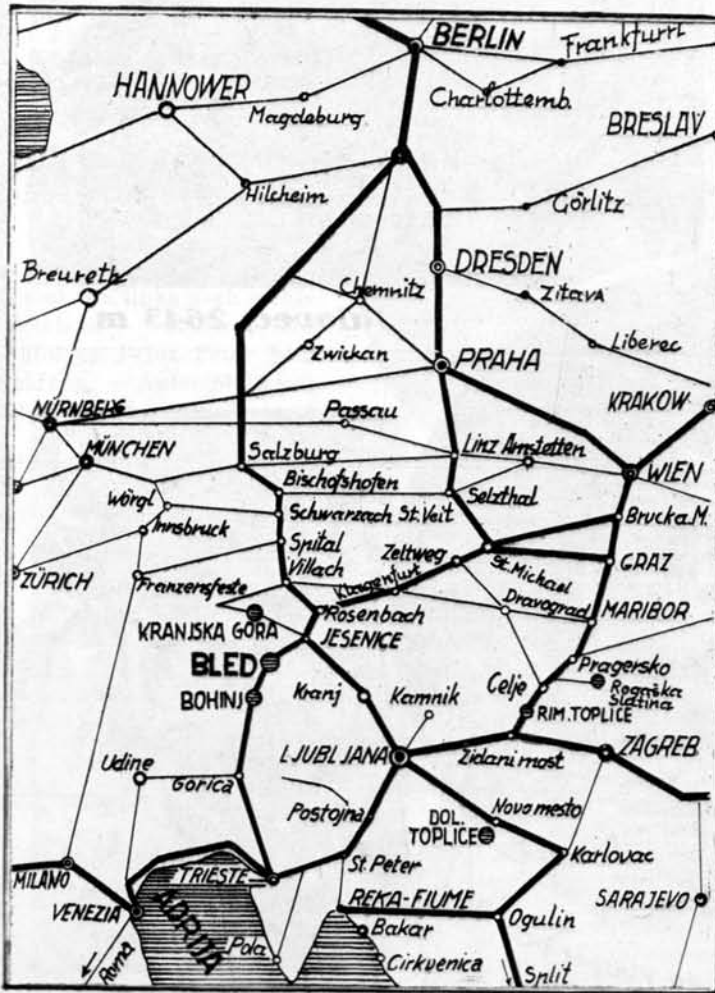 BERLIN
Frankfurt
HANNOWER
Magdeburg
Charlottemb.
BRESLAV
Hilcheim
Görlitz
Breureth
DRESDEN
Chemnitz
Zitava
Zwickau
Liberec
PRAHA
KRAKOW
NÜRNBERG
Passau
MÜNCHEN
Salzburg
Linz Amstetten
WIEN
Bischofshofen
Selzthal
Wörgl
Schwarzach St. Veit
Bruck a. M.
Innsbruck
Spital
Zeltweg
St. Michael
GRAZ
ZÜRICH
Franzensfeste
Villach
Klagenfurt
Dravograd
MARIBOR
Rosenbach
KRANJSKA GORA
JESENICE
BLED
Pragersko
Celje
Rogaška
Slatina
BOHINJ
Kranj
Kamnik
RIM. TOPLICE
LJUBLJANA
ZAGREB
Zidani most
Udine
Gorica
Postojna
DOL.
TOPLICE
Novo mesto
St. Peter
Karlovac
MILANO
TRIESTE
REKA-FIUME
SARAJEVO
VENEZIA
ADRIJA
Ogulin
Roma
Pola
Bakar
Cirkvenica
Split
2643 m